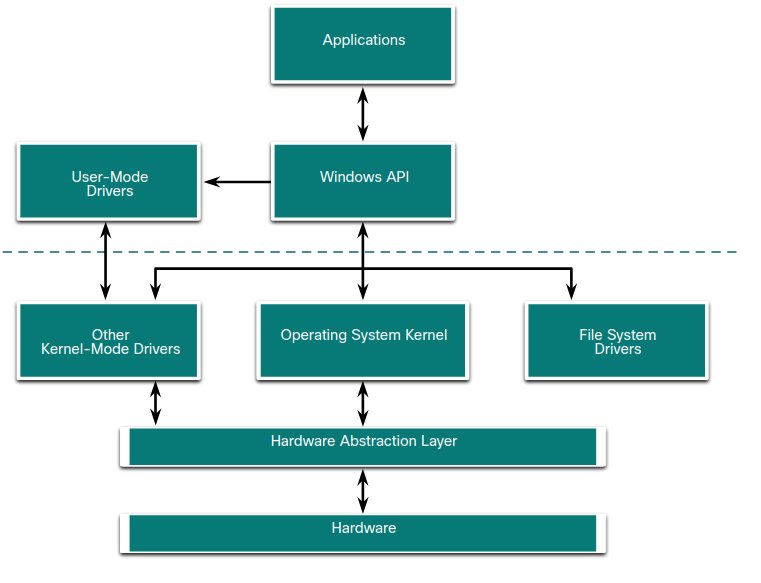 Applications
User-Mode
Drivers
Windows API
Other
Kernel-Mode Drivers
Operating System Kernel
File System
Drivers
Hardware Abstraction Layer
Hardware